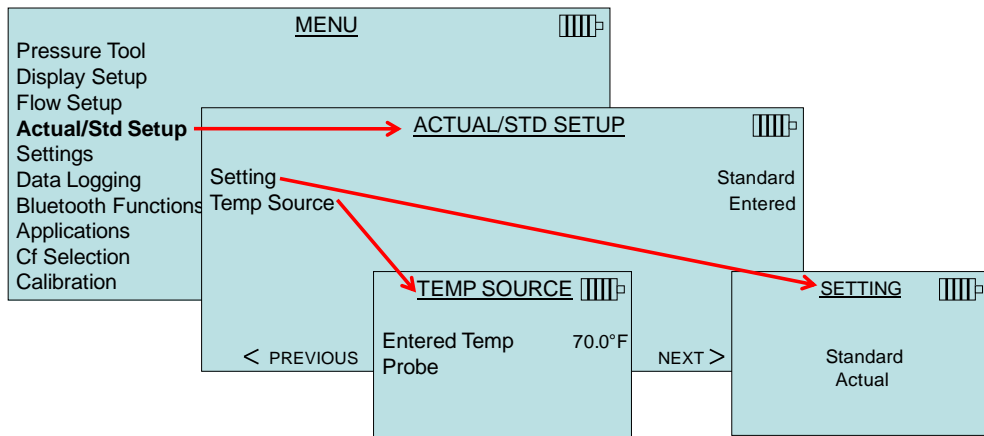 MENU
Pressure Tool
Display Setup
Flow Setup
Actual/Std Setup
Settings
Data Logging
Bluetooth Functions
Applications
Cf Selection
Calibration
ACTUAL/STD SETUP
Setting Standard
Temp Source Entered
< PREVIOUS NEXT >
TEMP SOURCE
Entered Temp 70.0°F
Probe
SETTING
Standard
Actual